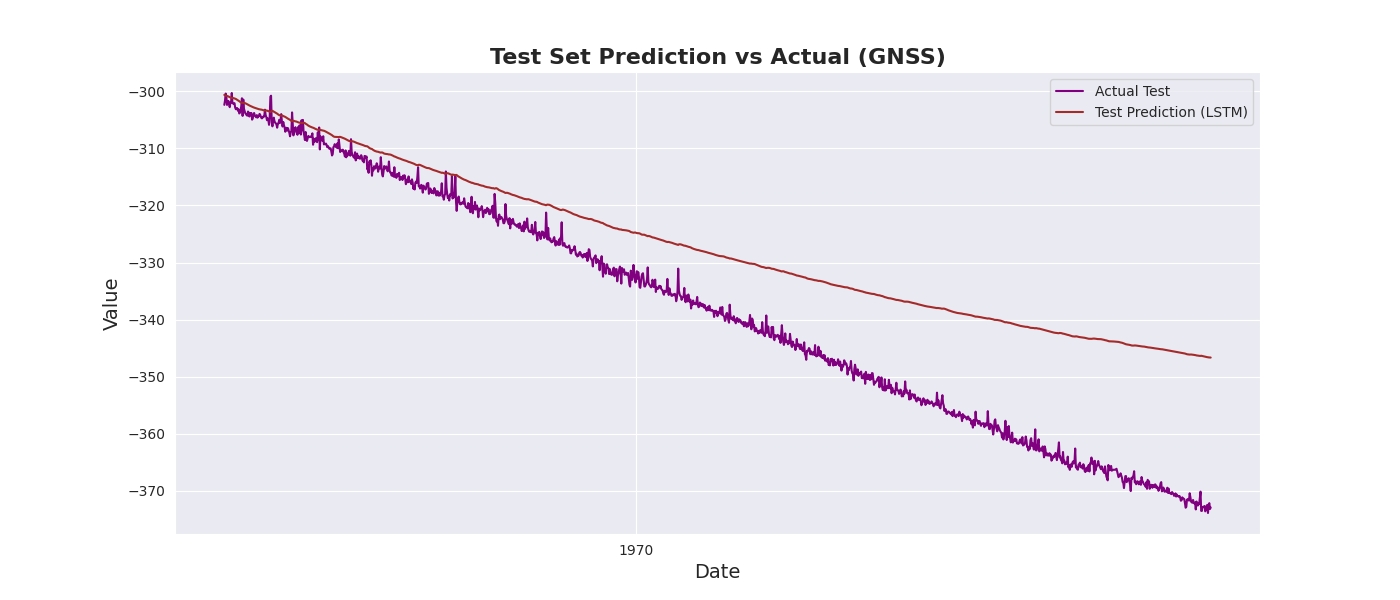 Test Set Prediction vs Actual (GNSS)
Actual Test
Test Prediction (LSTM)
−300
−310
−320
−330
−340
−350
−360
−370
Value
1970
Date